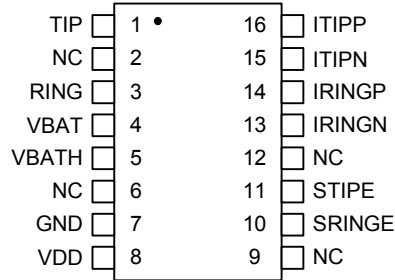 TIP 1 16 ITIPP
NC 2 15 ITIPN
RING 3 14 IRINGP
VBAT 4 13 IRINGN
VBATH 5 12 NC
NC 6 11 STIPE
GND 7 10 SRINGE
VDD 8 9 NC